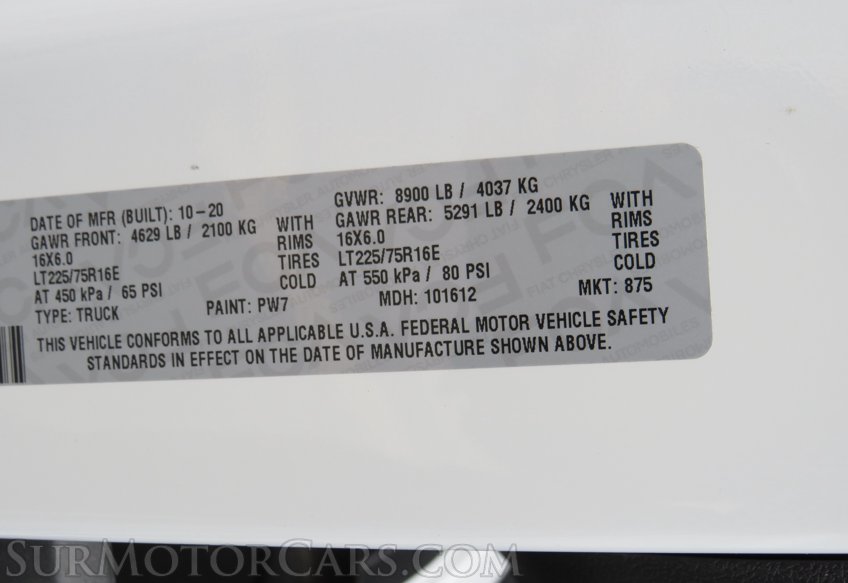 DATE OF MFR (BUILT): 10-20 GVWR: 8900 LB / 4037 KG
GAWR FRONT: 4629 LB / 2100 KG WITH GAWR REAR: 5291 LB / 2400 KG WITH
16X6.0 RIMS 16X6.0 RIMS
LT225/75R16E TIRES LT225/75R16E TIRES
AT 450 kPa / 65 PSI COLD AT 550 kPa / 80 PSI COLD
TYPE: TRUCK PAINT: PW7 MDH: 101612 MKT: 875
THIS VEHICLE CONFORMS TO ALL APPLICABLE U.S.A. FEDERAL MOTOR VEHICLE SAFETY
STANDARDS IN EFFECT ON THE DATE OF MANUFACTURE SHOWN ABOVE.
SURMOTORCARS.COM